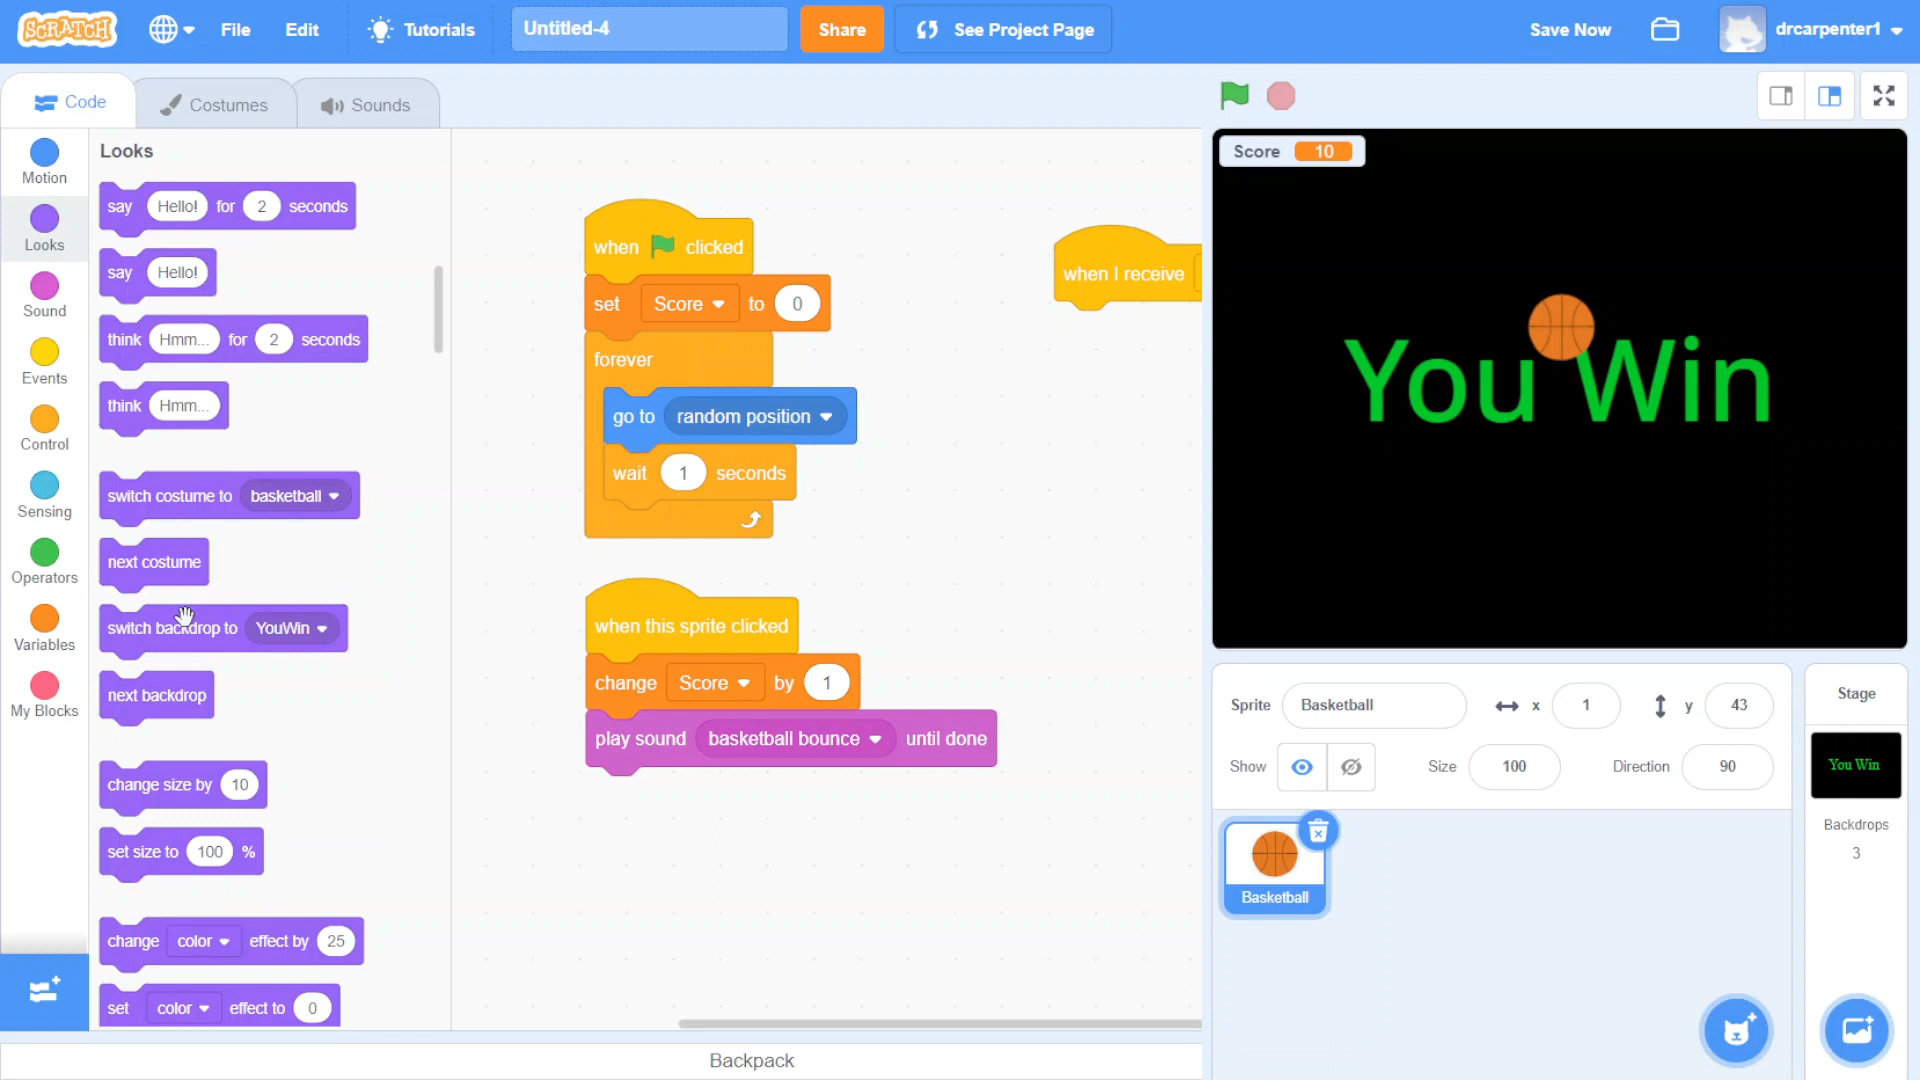 SCRATCH
File
Edit
Tutorials
Untitled-4
Share
See Project Page
Save Now
drcarpenter1
Code
Costumes
Sounds
Motion
Looks
Sound
Events
Control
Sensing
Operators
Variables
My Blocks
Looks
say Hello! for 2 seconds
say Hello!
think Hmm... for 2 seconds
think Hmm...
switch costume to basketball
next costume
switch backdrop to YouWin
next backdrop
change size by 10
set size to 100 %
change color effect by 25
set color effect to 0
when clicked
set Score to 0
forever
go to random position
wait 1 seconds
when this sprite clicked
change Score by 1
play sound basketball bounce until done
when I receive
Backpack
Score 10
You Win
Sprite Basketball x 1 y 43
Show Size 100 Direction 90
Basketball
Stage
You Win
Backdrops
3